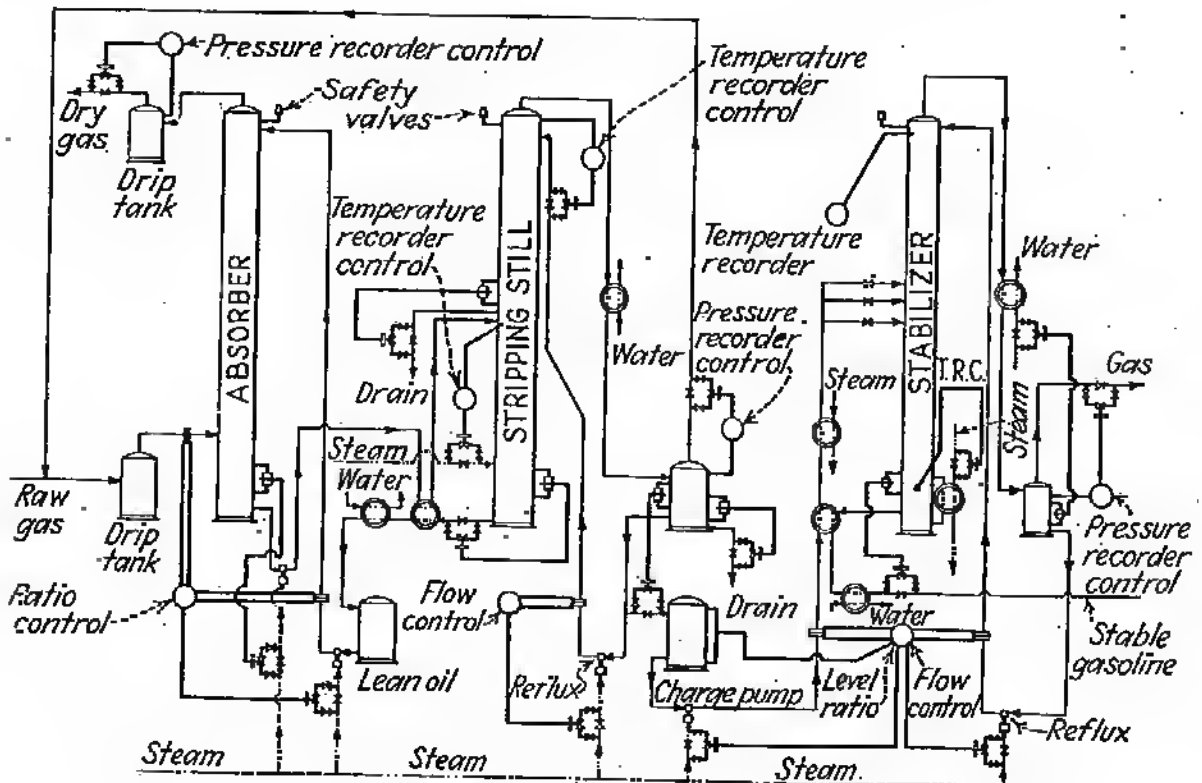 Pressure recorder control
Dry
gas
Drip
tank
Safety
valves
Temperature
recorder
control
Temperature
recorder
control
Temperature
recorder
ABSORBER
STRIPPING STILL
STABILIZER
Drain
Water
Pressure
recorder
control
Water
Steam
T.R.C.
Steam
Gas
Steam
Water
Raw
gas
Drip
tank
Ratio
control
Lean oil
Flow
control
Reflux
Drain
Charge pump
Water
Level
ratio
Flow
control
Pressure
recorder
control
Stable
gasoline
Reflux
Steam
Steam
Steam